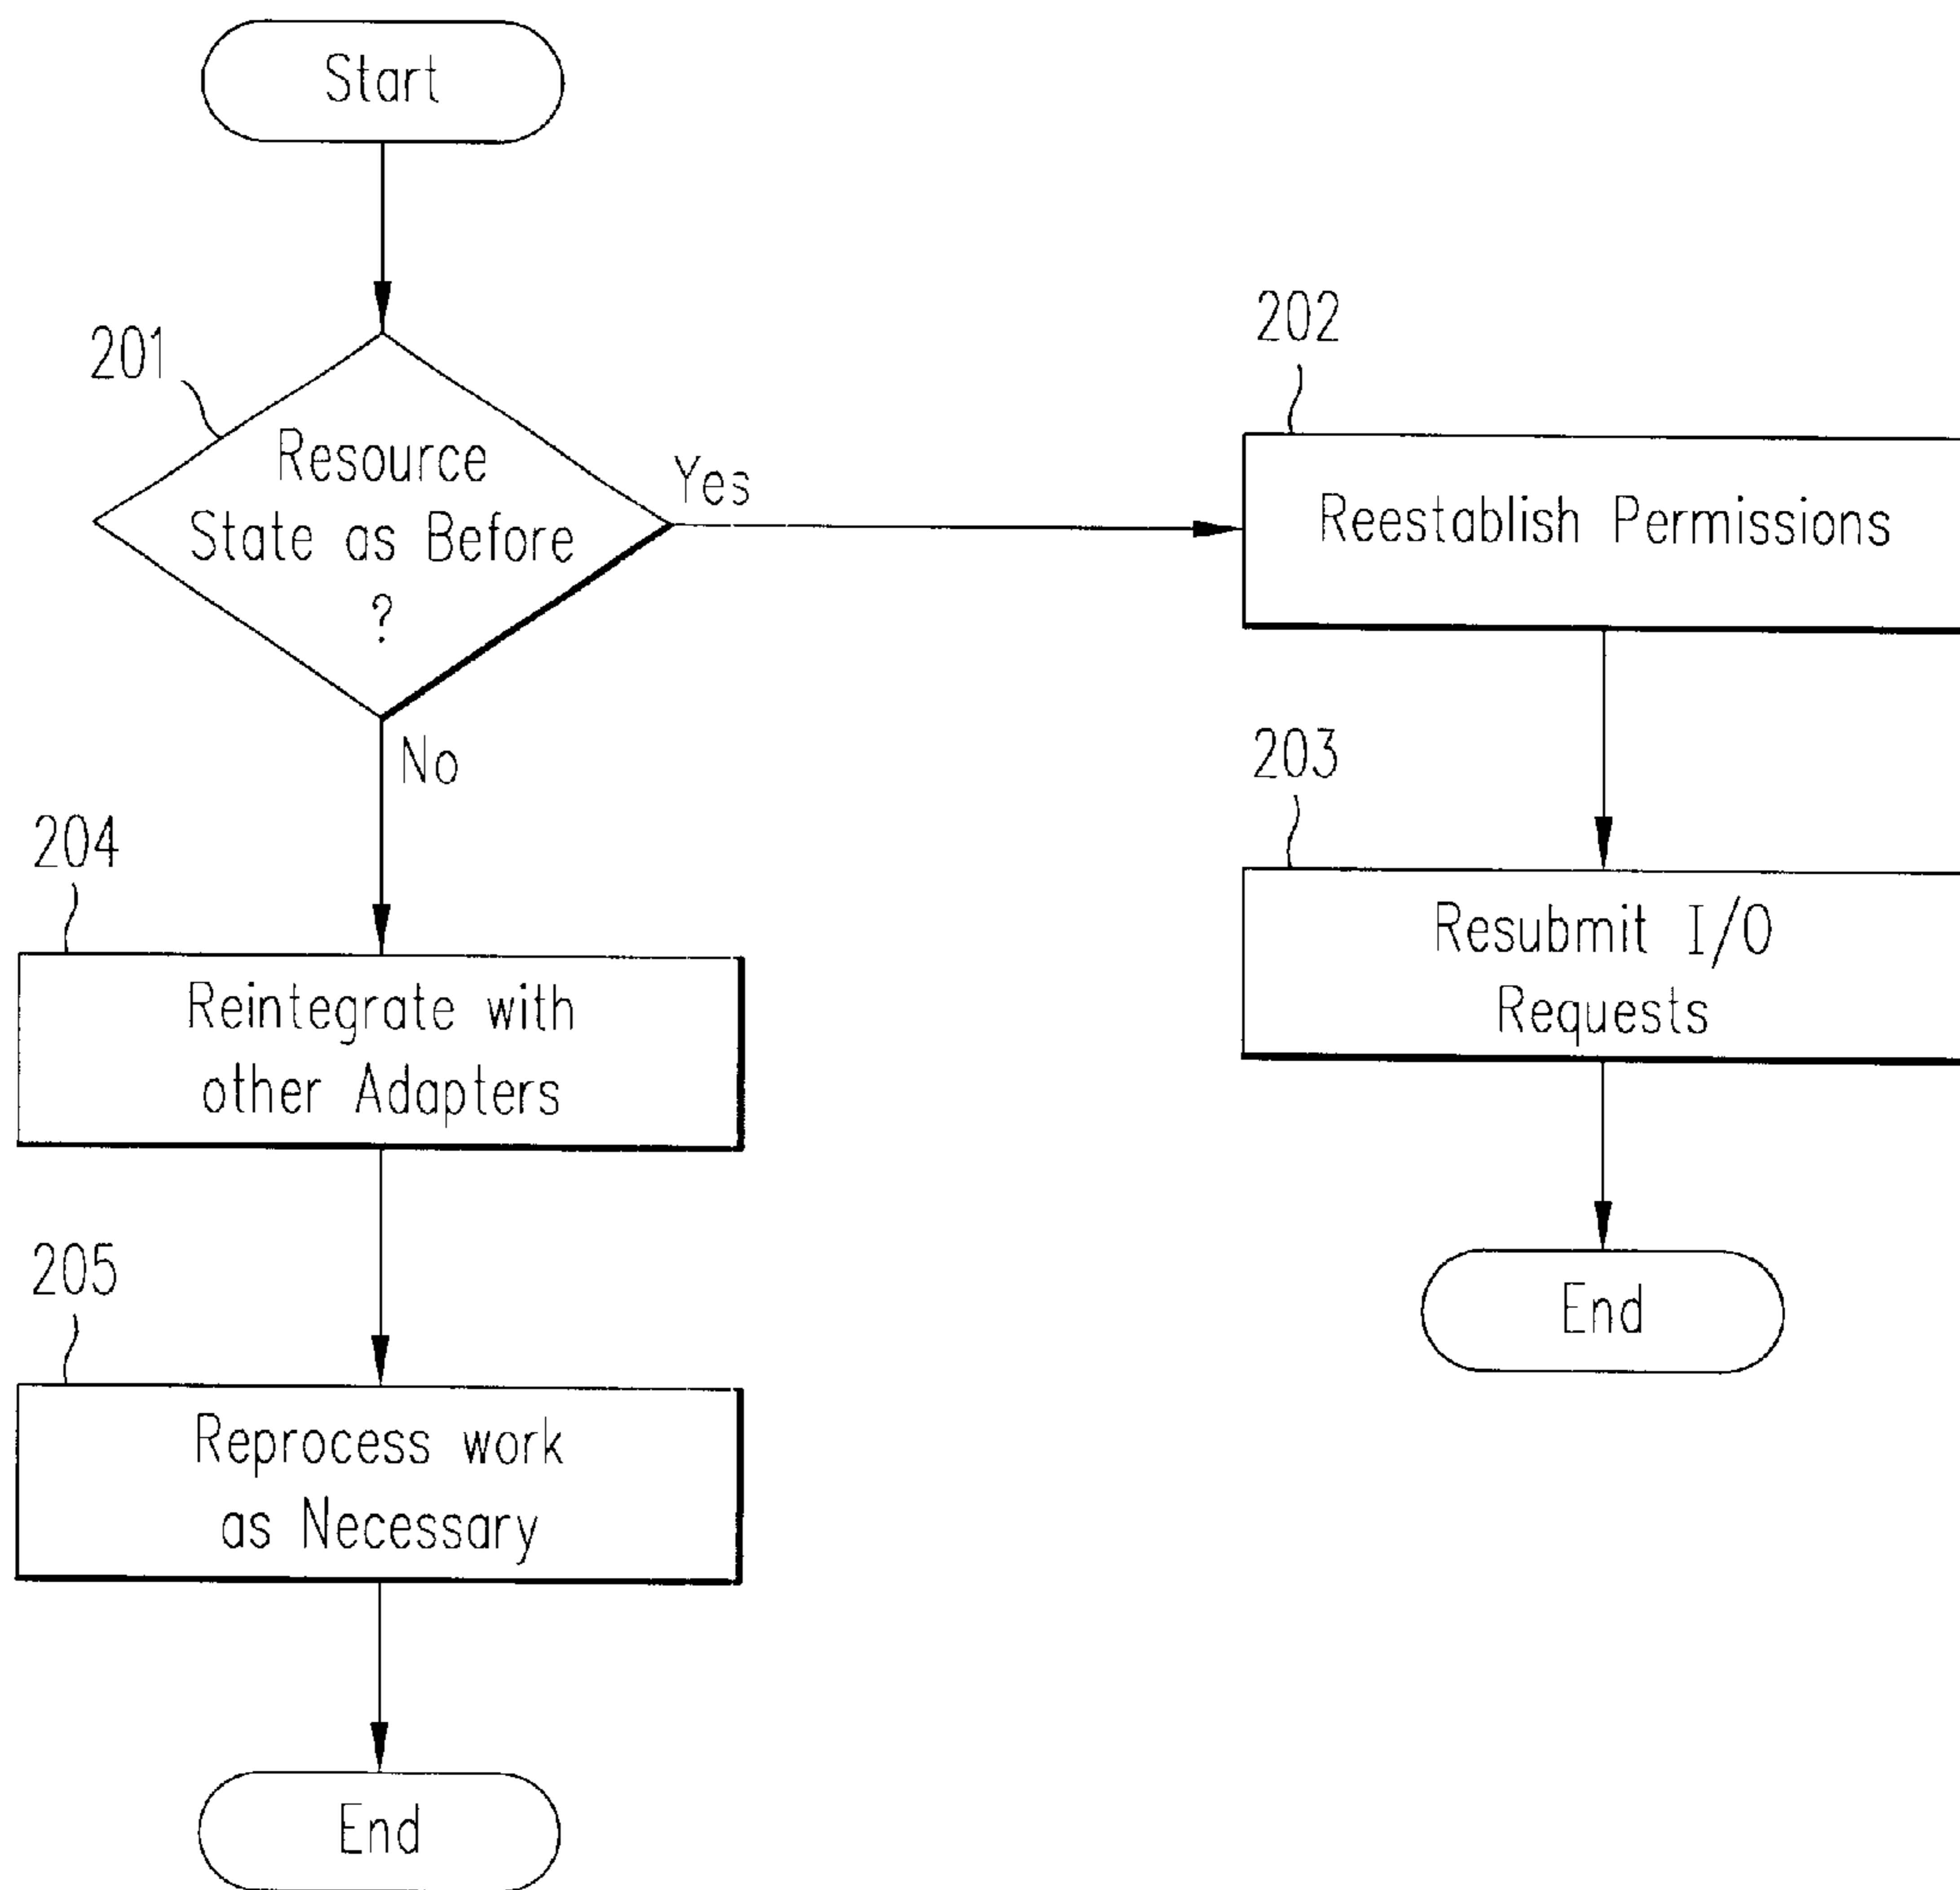 Start
201
Resource
State as Before
?
Yes
No
202
Reestablish Permissions
203
Resubmit I/O
Requests
End
204
Reintegrate with
other Adapters
205
Reprocess work
as Necessary
End